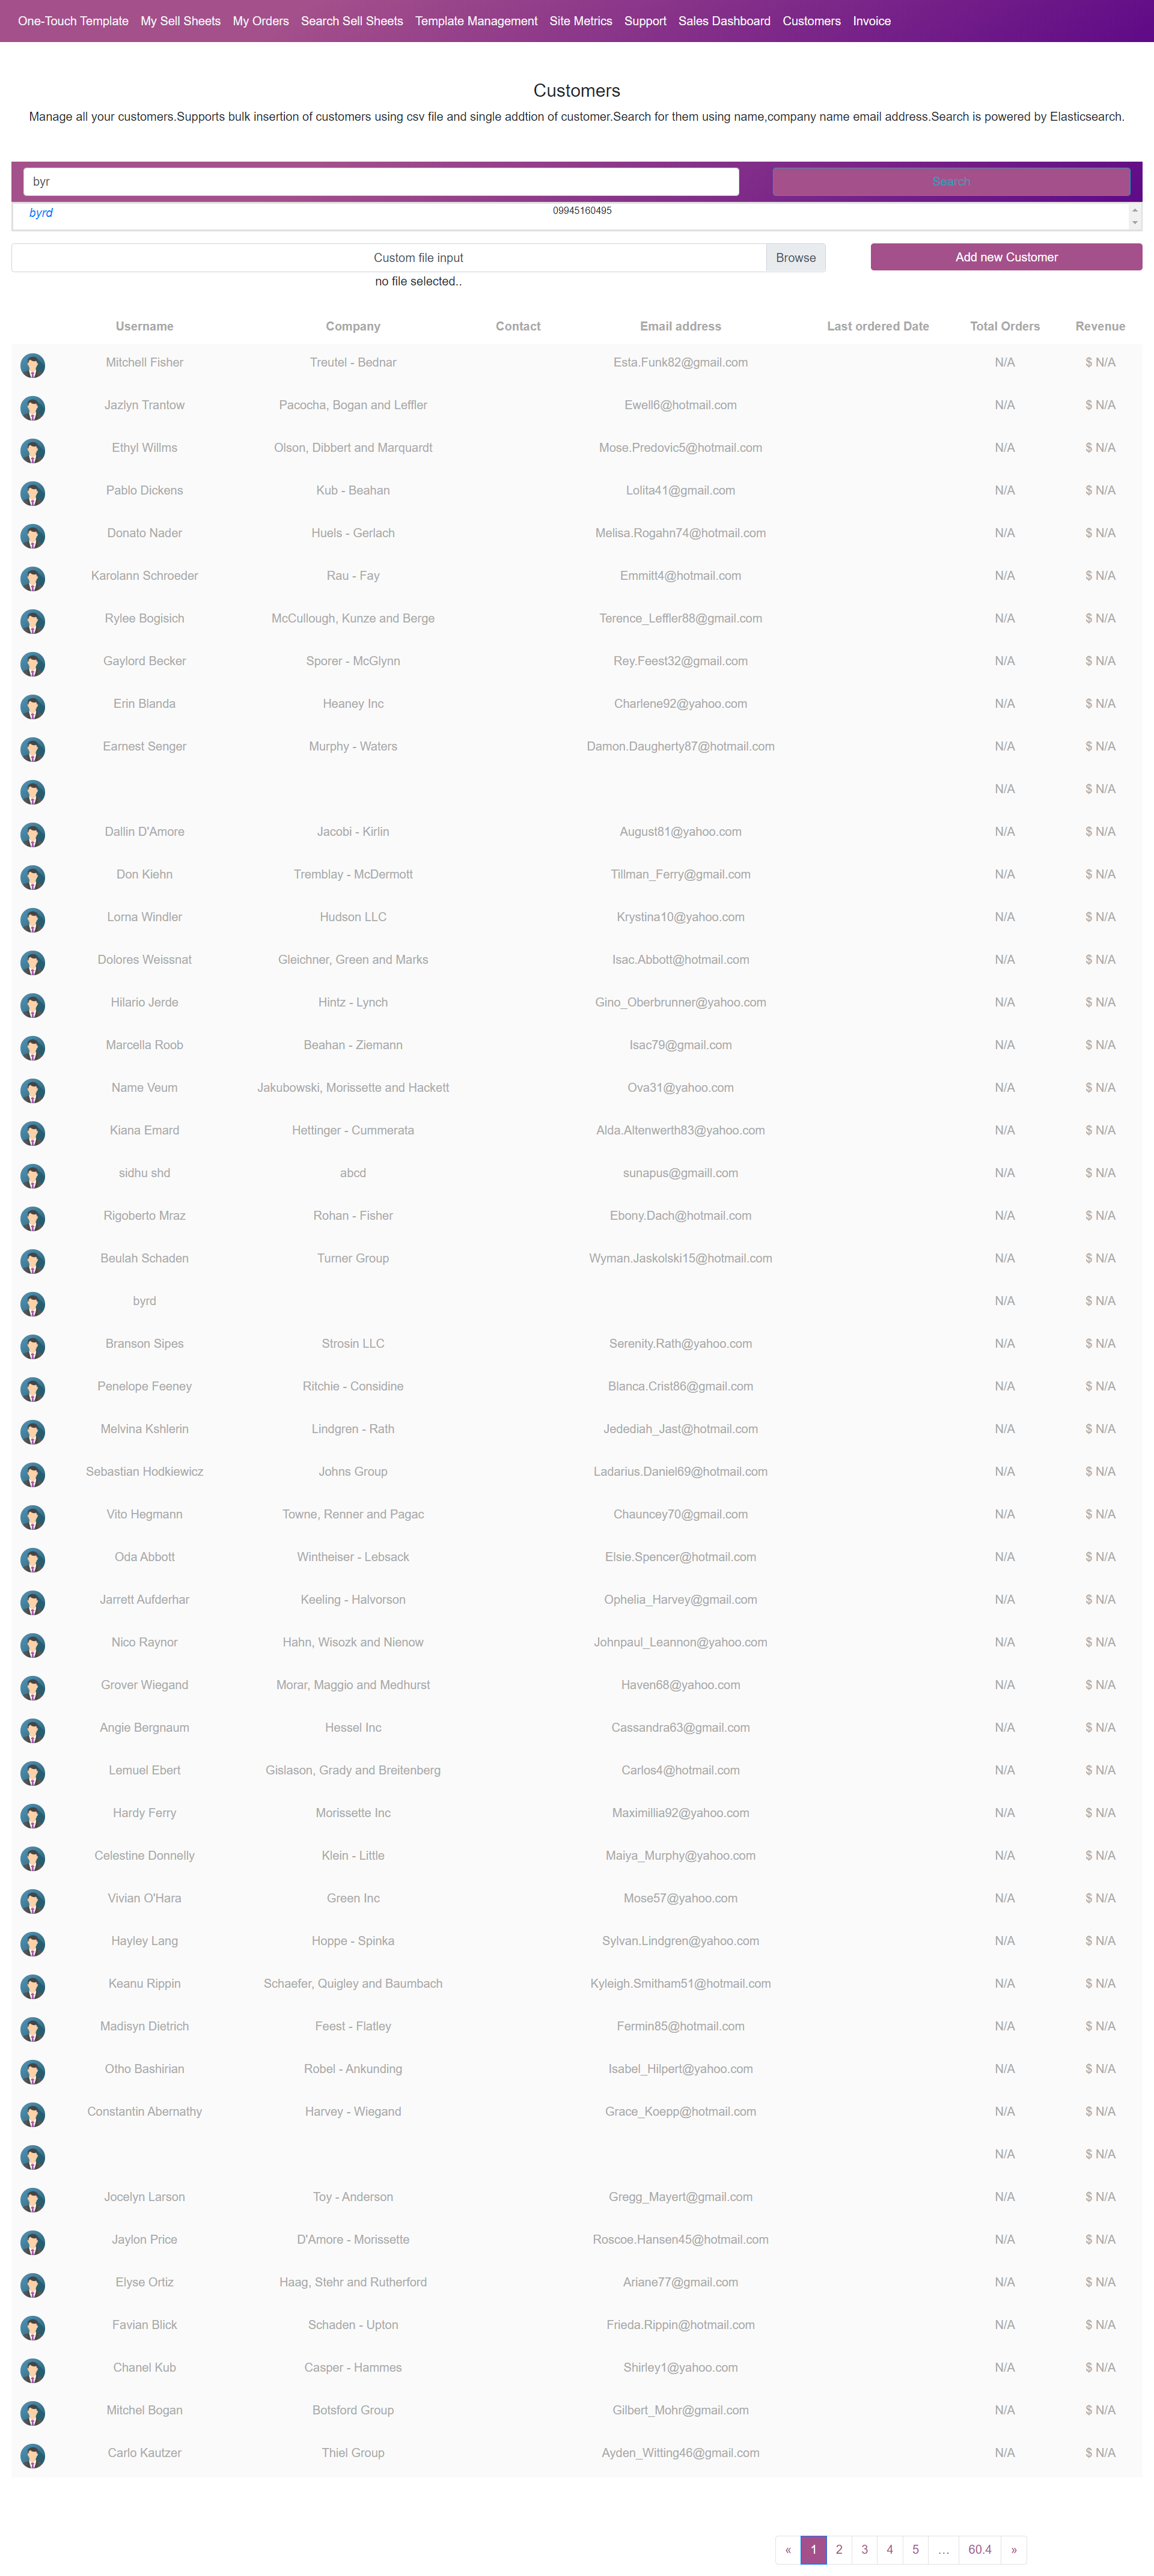 One-Touch Template My Sell Sheets My Orders Search Sell Sheets Template Management Site Metrics Support Sales Dashboard Customers Invoice
Customers
Manage all your customers.Supports bulk insertion of customers using csv file and single addtion of customer.Search for them using name,company name email address.Search is powered by Elasticsearch.
byr Search
byrd 09945160495
Custom file input Browse Add new Customer
no file selected..
Username Company Contact Email address Last ordered Date Total Orders Revenue
Mitchell Fisher Treutel - Bednar Esta.Funk82@gmail.com N/A $ N/A
Jazlyn Trantow Pacocha, Bogan and Leffler Ewell6@hotmail.com N/A $ N/A
Ethyl Willms Olson, Dibbert and Marquardt Mose.Predovic5@hotmail.com N/A $ N/A
Pablo Dickens Kub - Beahan Lolita41@gmail.com N/A $ N/A
Donato Nader Huels - Gerlach Melisa.Rogahn74@hotmail.com N/A $ N/A
Karolann Schroeder Rau - Fay Emmitt4@hotmail.com N/A $ N/A
Rylee Bogisich McCullough, Kunze and Berge Terence_Leffler88@gmail.com N/A $ N/A
Gaylord Becker Sporer - McGlynn Rey.Feest32@gmail.com N/A $ N/A
Erin Blanda Heaney Inc Charlene92@yahoo.com N/A $ N/A
Earnest Senger Murphy - Waters Damon.Daugherty87@hotmail.com N/A $ N/A
N/A $ N/A
Dallin D'Amore Jacobi - Kirlin August81@yahoo.com N/A $ N/A
Don Kiehn Tremblay - McDermott Tillman_Ferry@gmail.com N/A $ N/A
Lorna Windler Hudson LLC Krystina10@yahoo.com N/A $ N/A
Dolores Weissnat Gleichner, Green and Marks Isac.Abbott@hotmail.com N/A $ N/A
Hilario Jerde Hintz - Lynch Gino_Oberbrunner@yahoo.com N/A $ N/A
Marcella Roob Beahan - Ziemann Isac79@gmail.com N/A $ N/A
Name Veum Jakubowski, Morissette and Hackett Ova31@yahoo.com N/A $ N/A
Kiana Emard Hettinger - Cummerata Alda.Altenwerth83@yahoo.com N/A $ N/A
sidhu shd abcd sunapus@gmaill.com N/A $ N/A
Rigoberto Mraz Rohan - Fisher Ebony.Dach@hotmail.com N/A $ N/A
Beulah Schaden Turner Group Wyman.Jaskolski15@hotmail.com N/A $ N/A
byrd N/A $ N/A
Branson Sipes Strosin LLC Serenity.Rath@yahoo.com N/A $ N/A
Penelope Feeney Ritchie - Considine Blanca.Crist86@gmail.com N/A $ N/A
Melvina Kshlerin Lindgren - Rath Jedediah_Jast@hotmail.com N/A $ N/A
Sebastian Hodkiewicz Johns Group Ladarius.Daniel69@hotmail.com N/A $ N/A
Vito Hegmann Towne, Renner and Pagac Chauncey70@gmail.com N/A $ N/A
Oda Abbott Wintheiser - Lebsack Elsie.Spencer@hotmail.com N/A $ N/A
Jarrett Aufderhar Keeling - Halvorson Ophelia_Harvey@gmail.com N/A $ N/A
Nico Raynor Hahn, Wisozk and Nienow Johnpaul_Leannon@yahoo.com N/A $ N/A
Grover Wiegand Morar, Maggio and Medhurst Haven68@yahoo.com N/A $ N/A
Angie Bergnaum Hessel Inc Cassandra63@gmail.com N/A $ N/A
Lemuel Ebert Gislason, Grady and Breitenberg Carlos4@hotmail.com N/A $ N/A
Hardy Ferry Morissette Inc Maximillia92@yahoo.com N/A $ N/A
Celestine Donnelly Klein - Little Maiya_Murphy@yahoo.com N/A $ N/A
Vivian O'Hara Green Inc Mose57@yahoo.com N/A $ N/A
Hayley Lang Hoppe - Spinka Sylvan.Lindgren@yahoo.com N/A $ N/A
Keanu Rippin Schaefer, Quigley and Baumbach Kyleigh.Smitham51@hotmail.com N/A $ N/A
Madisyn Dietrich Feest - Flatley Fermin85@hotmail.com N/A $ N/A
Otho Bashirian Robel - Ankunding Isabel_Hilpert@yahoo.com N/A $ N/A
Constantin Abernathy Harvey - Wiegand Grace_Koepp@hotmail.com N/A $ N/A
N/A $ N/A
Jocelyn Larson Toy - Anderson Gregg_Mayert@gmail.com N/A $ N/A
Jaylon Price D'Amore - Morissette Roscoe.Hansen45@hotmail.com N/A $ N/A
Elyse Ortiz Haag, Stehr and Rutherford Ariane77@gmail.com N/A $ N/A
Favian Blick Schaden - Upton Frieda.Rippin@hotmail.com N/A $ N/A
Chanel Kub Casper - Hammes Shirley1@yahoo.com N/A $ N/A
Mitchel Bogan Botsford Group Gilbert_Mohr@gmail.com N/A $ N/A
Carlo Kautzer Thiel Group Ayden_Witting46@gmail.com N/A $ N/A
« 1 2 3 4 5 … 60.4 »